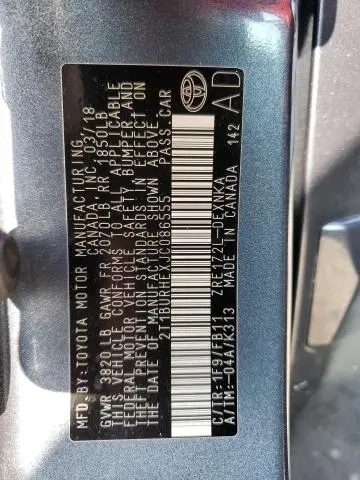 MFD. BY: TOYOTA MOTOR MANUFACTURING
CANADA, INC. 03/18
GVWR 3820LB GAWR FR 2070LB RR 1850LB
THIS VEHICLE CONFORMS TO ALL APPLICABLE
FEDERAL MOTOR VEHICLE SAFETY, BUMPER, AND
THEFT PREVENTION STANDARDS IN EFFECT ON
THE DATE OF MANUFACTURE SHOWN ABOVE.
2T1BURHEXJC086555 PASS. CAR
C/TR: 1F9/FB11 ZRE172L-DEXNKA
A/TM: -04A/K313 MADE IN CANADA 142
AD